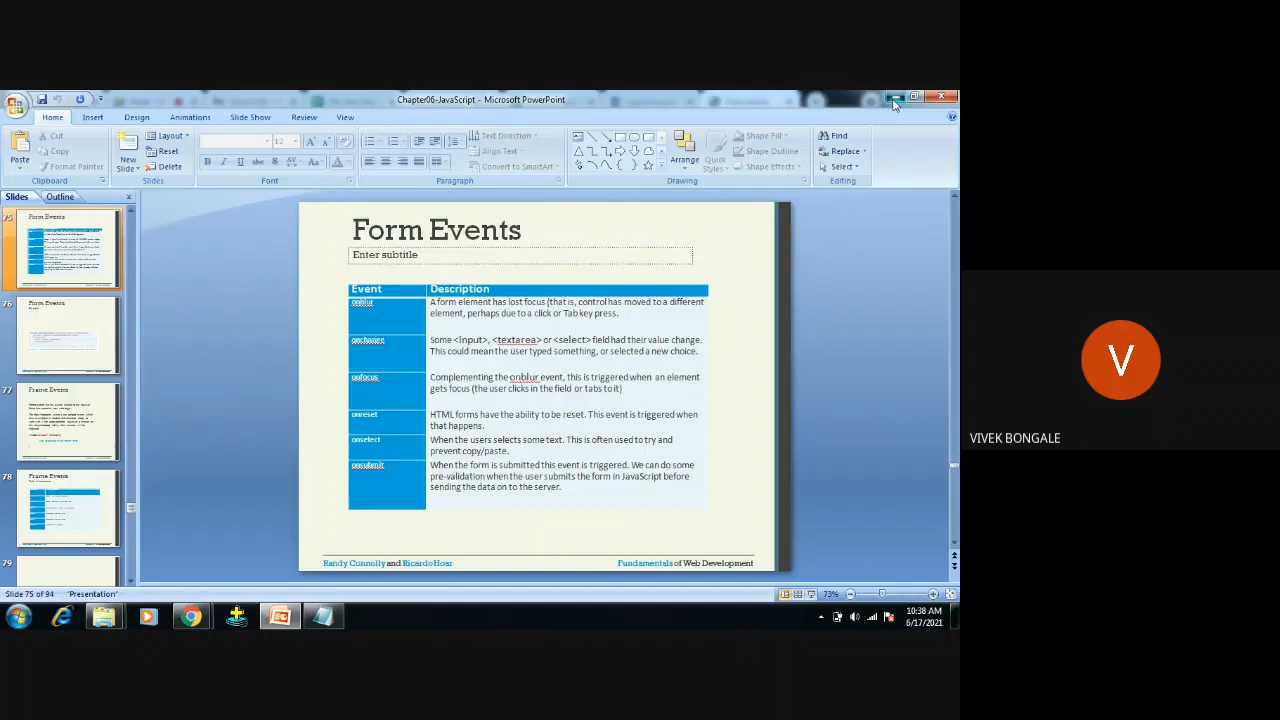 Chapter06-JavaScript - Microsoft PowerPoint
Home Insert Design Animations Slide Show Review View
Paste
Cut
Copy
Format Painter
Clipboard
New
Slide
Layout
Reset
Delete
Slides
12
Font
Text Direction
Align Text
Convert to SmartArt
Paragraph
Arrange
Quick
Styles
Shape Fill
Shape Outline
Shape Effects
Drawing
Find
Replace
Select
Editing
Slides Outline
75
Form Events
76
Form Events
77
Frame Events
78
Frame Events
79
Form Events
Enter subtitle
Event Description
onblur
A form element has lost focus (that is, control has moved to a different
element, perhaps due to a click or Tab key press.
onchange
Some <input>, <textarea> or <select> field had their value change.
This could mean the user typed something, or selected a new choice.
onfocus
Complementing the onblur event, this is triggered when an element
gets focus (the user clicks in the field or tabs to it)
onreset
HTML forms have the ability to be reset. This event is triggered when
that happens.
onselect
When the users selects some text. This is often used to try and
prevent copy/paste.
onsubmit
When the form is submitted this event is triggered. We can do some
pre-validation when the user submits the form in JavaScript before
sending the data on to the server.
Randy Connolly and Ricardo Hoar Fundamentals of Web Development
Slide 75 of 94 "Presentation" 73%
10:38 AM
6/17/2021
V
VIVEK BONGALE